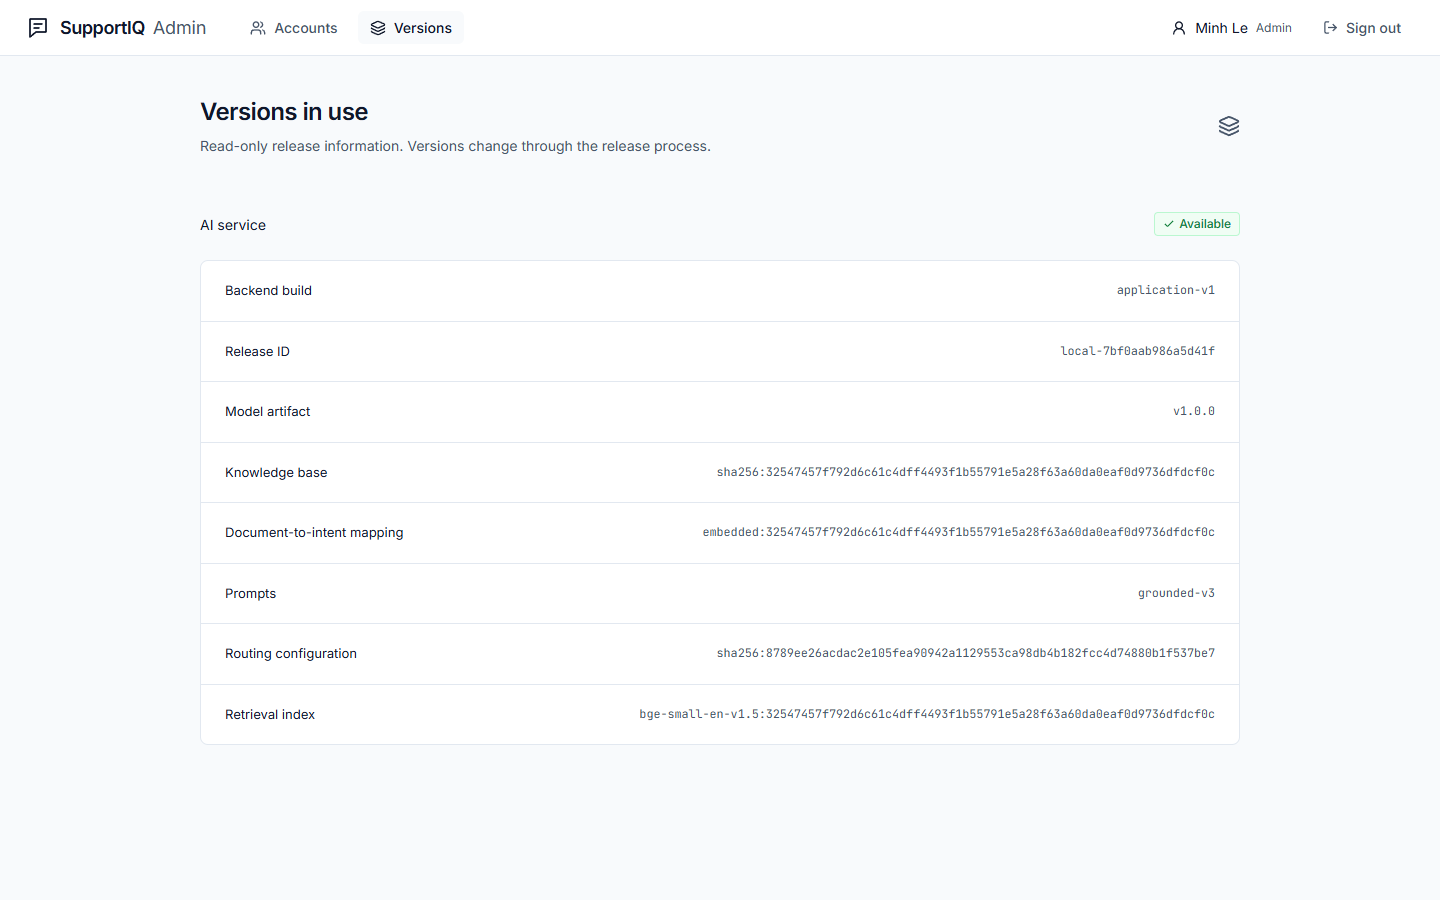 SupportIQ Admin Accounts Versions Minh Le Admin Sign out
Versions in use
Read-only release information. Versions change through the release process.
AI service Available
Backend build application-v1
Release ID local-7bf0aab986a5d41f
Model artifact v1.0.0
Knowledge base sha256:32547457f792d6c61c4dff4493f1b55791e5a28f63a60da0eaf0d9736dfdcf0c
Document-to-intent mapping embedded:32547457f792d6c61c4dff4493f1b55791e5a28f63a60da0eaf0d9736dfdcf0c
Prompts grounded-v3
Routing configuration sha256:8789ee26acdac2e105fea90942a1129553ca98db4b182fcc4d74880b1f537be7
Retrieval index bge-small-en-v1.5:32547457f792d6c61c4dff4493f1b55791e5a28f63a60da0eaf0d9736dfdcf0c